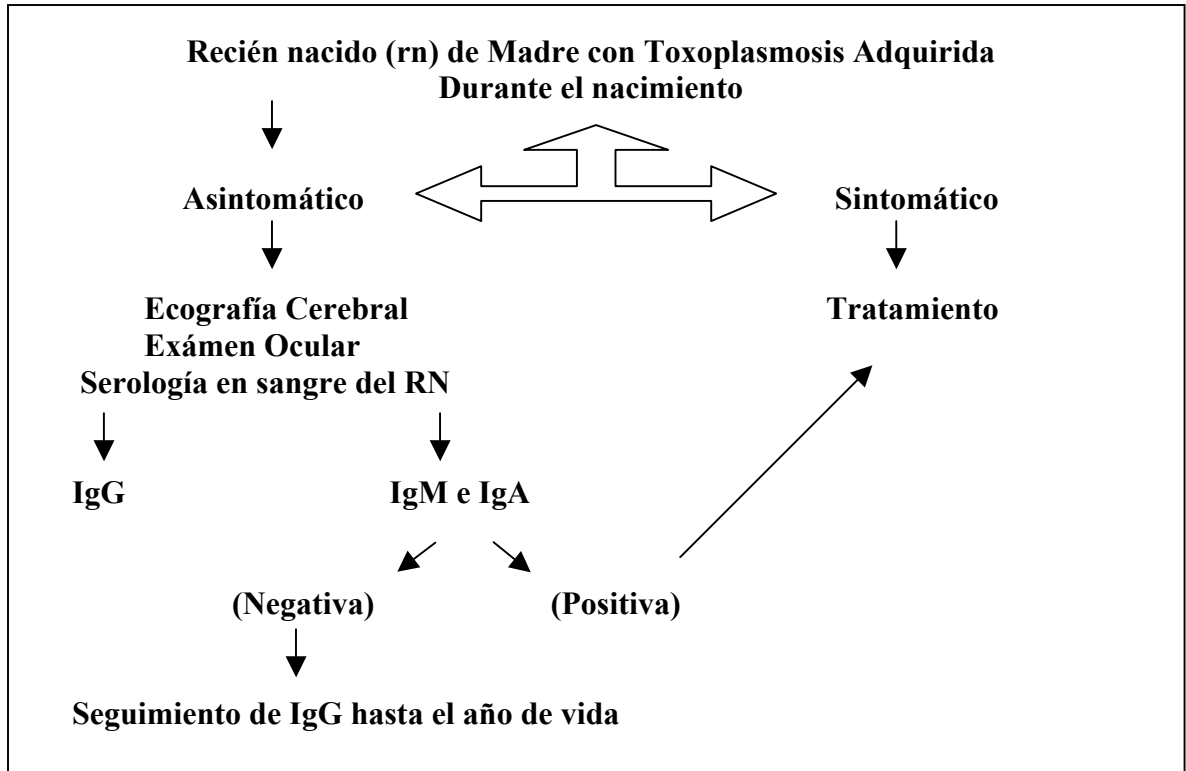 Recién nacido (rn) de Madre con Toxoplasmosis Adquirida
Durante el nacimiento
Asintomático
Sintomático
Ecografía Cerebral
Exámen Ocular
Serología en sangre del RN
Tratamiento
IgG
IgM e IgA
(Negativa)
(Positiva)
Seguimiento de IgG hasta el año de vida